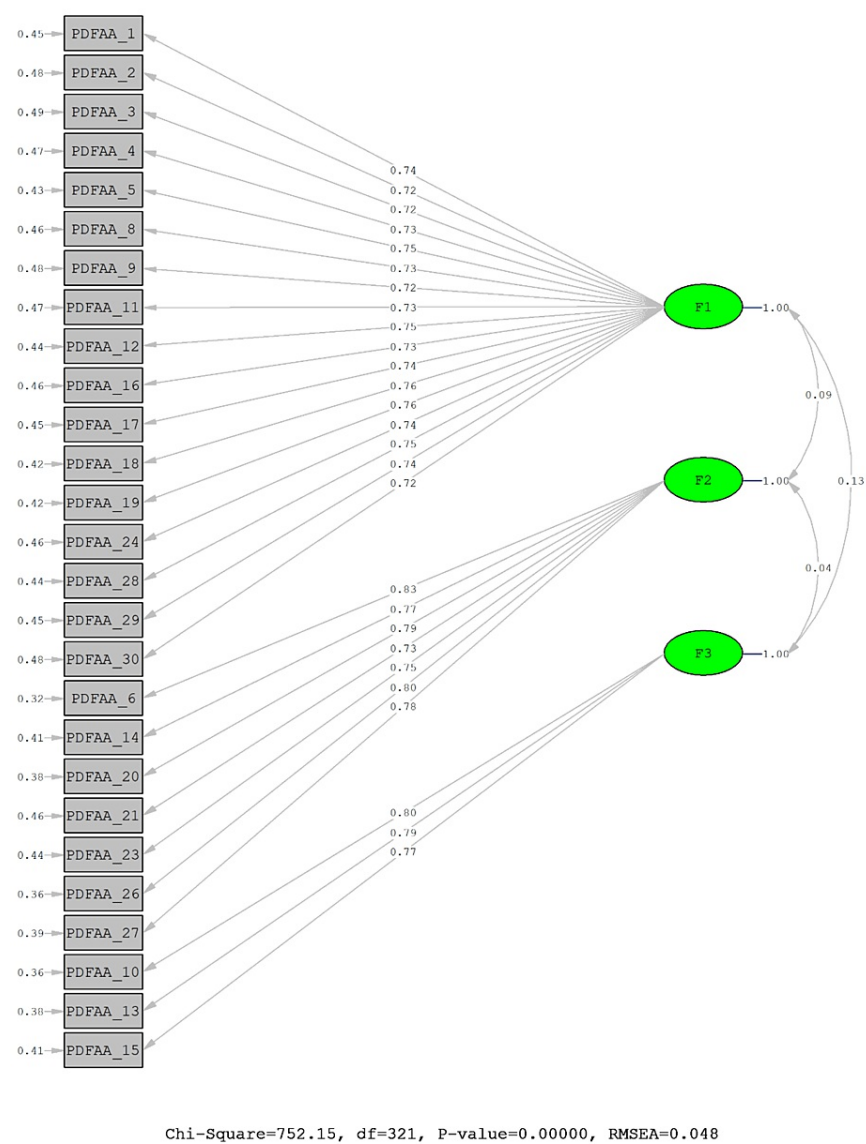 0.45 PDFAA_1
0.48 PDFAA_2
0.49 PDFAA_3
0.47 PDFAA_4
0.43 PDFAA_5
0.46 PDFAA_8
0.48 PDFAA_9
0.47 PDFAA_11
0.44 PDFAA_12
0.46 PDFAA_16
0.45 PDFAA_17
0.42 PDFAA_18
0.42 PDFAA_19
0.46 PDFAA_24
0.44 PDFAA_28
0.45 PDFAA_29
0.48 PDFAA_30
0.32 PDFAA_6
0.41 PDFAA_14
0.38 PDFAA_20
0.46 PDFAA_21
0.44 PDFAA_23
0.36 PDFAA_26
0.39 PDFAA_27
0.36 PDFAA_10
0.38 PDFAA_13
0.41 PDFAA_15
0.74
0.72
0.72
0.73
0.75
0.73
0.72
0.73
0.75
0.73
0.74
0.76
0.76
0.74
0.75
0.74
0.72
0.83
0.77
0.79
0.73
0.75
0.80
0.78
0.80
0.79
0.77
F1 1.00
F2 1.00
F3 1.00
0.09
0.13
0.04
Chi-Square=752.15, df=321, P-value=0.00000, RMSEA=0.048